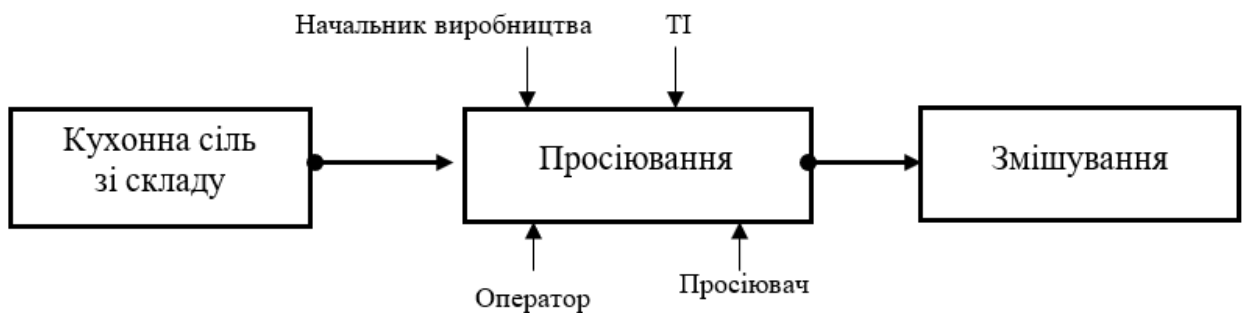 Начальник виробництва
ТІ
Кухонна сіль
зі складу
Просіювання
Змішування
Оператор
Просіювач